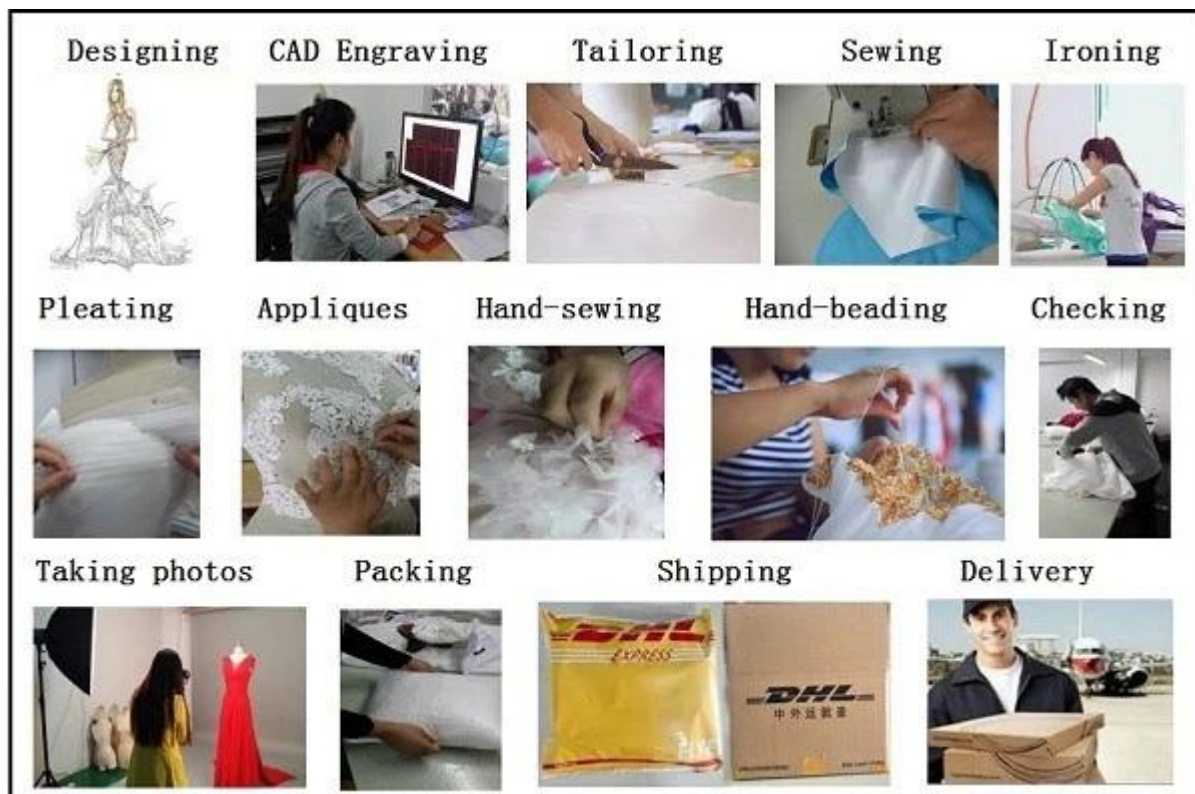 Designing
CAD Engraving
Tailoring
Sewing
Ironing
Pleating
Appliques
Hand-sewing
Hand-beading
Checking
Taking photos
Packing
Shipping
Delivery
DHL
EXPRESS
DHL
中外运敦豪